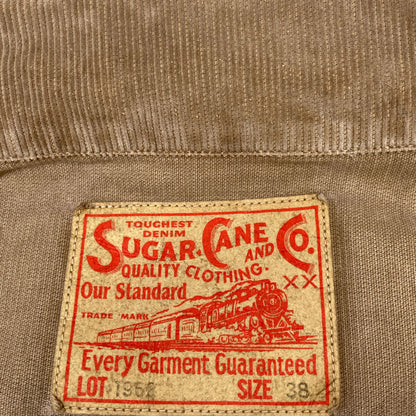 TOUGHEST
DENIM
SUGAR CANE AND CO.
QUALITY CLOTHING.
Our Standard XX
TRADE MARK
Every Garment Guaranteed
LOT 1958 SIZE 38